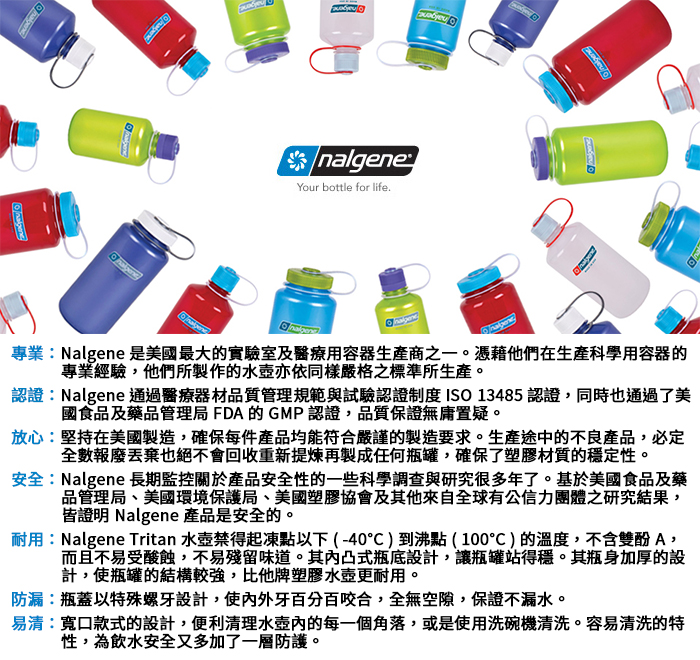 nalgene
Your bottle for life.
專業：Nalgene 是美國最大的實驗室及醫療用容器生產商之一。憑藉他們在生產科學用容器的
專業經驗，他們所製作的水壺亦依同樣嚴格之標準所生產。
認證：Nalgene 通過醫療器材品質管理規範與試驗認證制度 ISO 13485 認證，同時也通過了美
國食品及藥品管理局 FDA 的 GMP 認證，品質保證無庸置疑。
放心：堅持在美國製造，確保每件產品均能符合嚴謹的製造要求。生產途中的不良產品，必定
全數報廢丟棄也絕不會回收重新提煉再製成任何瓶罐，確保了塑膠材質的穩定性。
安全：Nalgene 長期監控關於產品安全性的一些科學調查與研究很多年了。基於美國食品及藥
品管理局、美國環境保護局、美國塑膠協會及其他來自全球有公信力團體之研究結果，
皆證明 Nalgene 產品是安全的。
耐用：Nalgene Tritan 水壺禁得起凍點以下 ( -40°C ) 到沸點 ( 100°C ) 的溫度，不含雙酚 A，
而且不易受酸蝕，不易殘留味道。其內凸式瓶底設計，讓瓶罐站得穩。其瓶身加厚的設
計，使瓶罐的結構較強，比他牌塑膠水壺更耐用。
防漏：瓶蓋以特殊螺牙設計，使內外牙百分百咬合，全無空隙，保證不漏水。
易清：寬口款式的設計，便利清理水壺內的每一個角落，或是使用洗碗機清洗。容易清洗的特
性，為飲水安全又多加了一層防護。